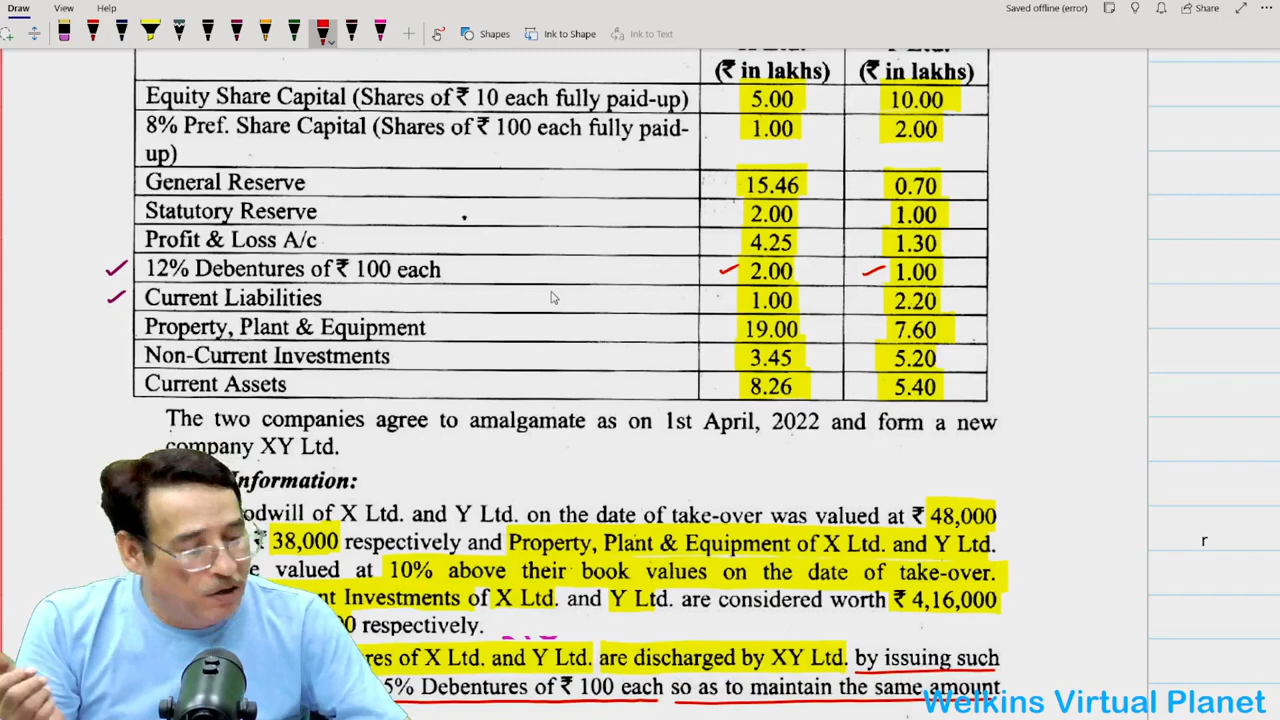 Draw View Help Saved offline (error) Share
Shapes Ink to Shape Ink to Text
(₹ in lakhs) (₹ in lakhs)
Equity Share Capital (Shares of ₹ 10 each fully paid-up) 5.00 10.00
8% Pref. Share Capital (Shares of ₹ 100 each fully paid- 1.00 2.00
up)
General Reserve 15.46 0.70
Statutory Reserve 2.00 1.00
Profit & Loss A/c 4.25 1.30
12% Debentures of ₹ 100 each 2.00 1.00
Current Liabilities 1.00 2.20
Property, Plant & Equipment 19.00 7.60
Non-Current Investments 3.45 5.20
Current Assets 8.26 5.40
The two companies agree to amalgamate as on 1st April, 2022 and form a new
company XY Ltd.
Information:
of X Ltd. and Y Ltd. on the date of take-over was valued at ₹ 48,000
₹ 38,000 respectively and Property, Plant & Equipment of X Ltd. and Y Ltd.
valued at 10% above their book values on the date of take-over.
Investments of X Ltd. and Y Ltd. are considered worth ₹ 4,16,000
respectively.
of X Ltd. and Y Ltd. are discharged by XY Ltd. by issuing such
5% Debentures of ₹ 100 each so as to maintain the same amount
r
Welkins Virtual Planet